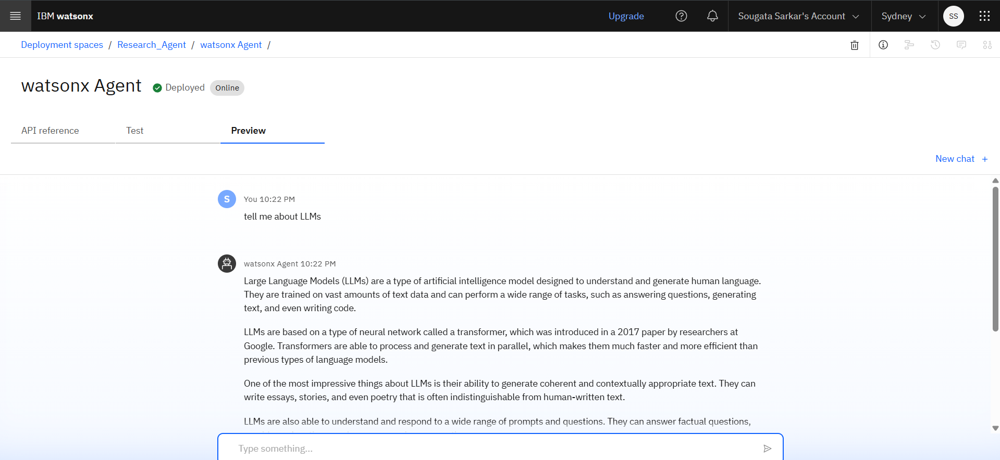 IBM watsonx
Upgrade
Sougata Sarkar's Account
Sydney
SS
Deployment spaces / Research_Agent / watsonx Agent /
watsonx Agent
Deployed
Online
API reference
Test
Preview
New chat +
S
You 10:22 PM
tell me about LLMs
watsonx Agent 10:22 PM
Large Language Models (LLMs) are a type of artificial intelligence model designed to understand and generate human language.
They are trained on vast amounts of text data and can perform a wide range of tasks, such as answering questions, generating
text, and even writing code.
LLMs are based on a type of neural network called a transformer, which was introduced in a 2017 paper by researchers at
Google. Transformers are able to process and generate text in parallel, which makes them much faster and more efficient than
previous types of language models.
One of the most impressive things about LLMs is their ability to generate coherent and contextually appropriate text. They can
write essays, stories, and even poetry that is often indistinguishable from human-written text.
LLMs are also able to understand and respond to a wide range of prompts and questions. They can answer factual questions,
Type something...